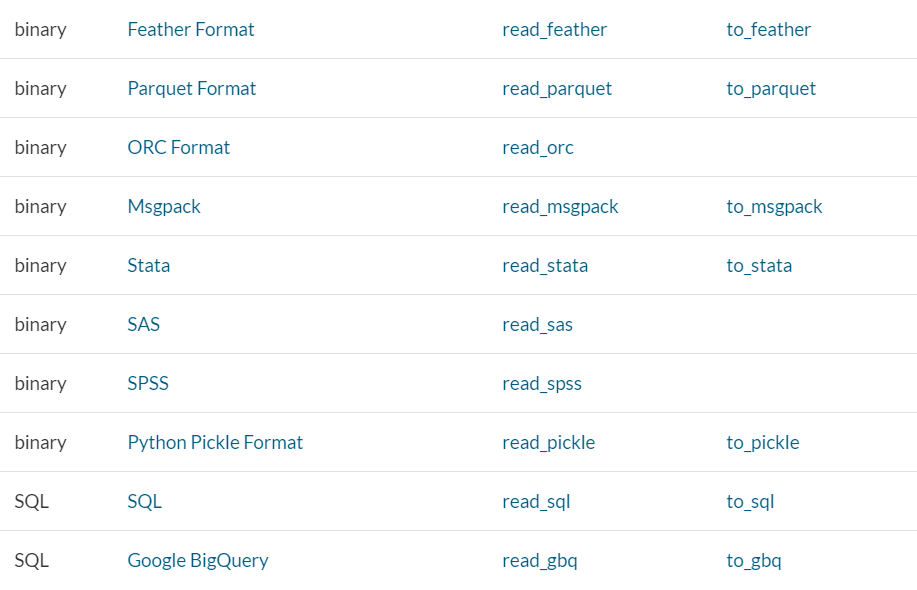 binary Feather Format read_feather to_feather
binary Parquet Format read_parquet to_parquet
binary ORC Format read_orc
binary Msgpack read_msgpack to_msgpack
binary Stata read_stata to_stata
binary SAS read_sas
binary SPSS read_spss
binary Python Pickle Format read_pickle to_pickle
SQL SQL read_sql to_sql
SQL Google BigQuery read_gbq to_gbq